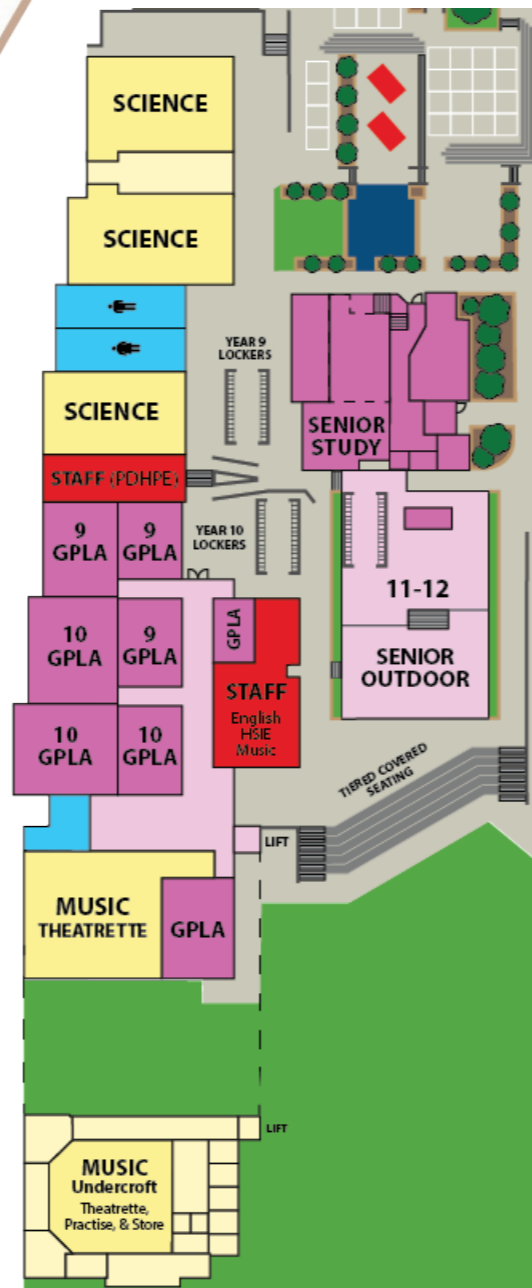 SCIENCE
SCIENCE
YEAR 9
LOCKERS
SCIENCE
SENIOR
STUDY
STAFF (PDHPE)
9
GPLA
9
GPLA
YEAR 10
LOCKERS
11-12
10
GPLA
9
GPLA
GPLA
SENIOR
OUTDOOR
STAFF
English
HSIE
Music
10
GPLA
10
GPLA
TIERED COVERED
SEATING
LIFT
MUSIC
THEATRETTE
GPLA
LIFT
MUSIC
Undercroft
Theatrette,
Practise, & Store